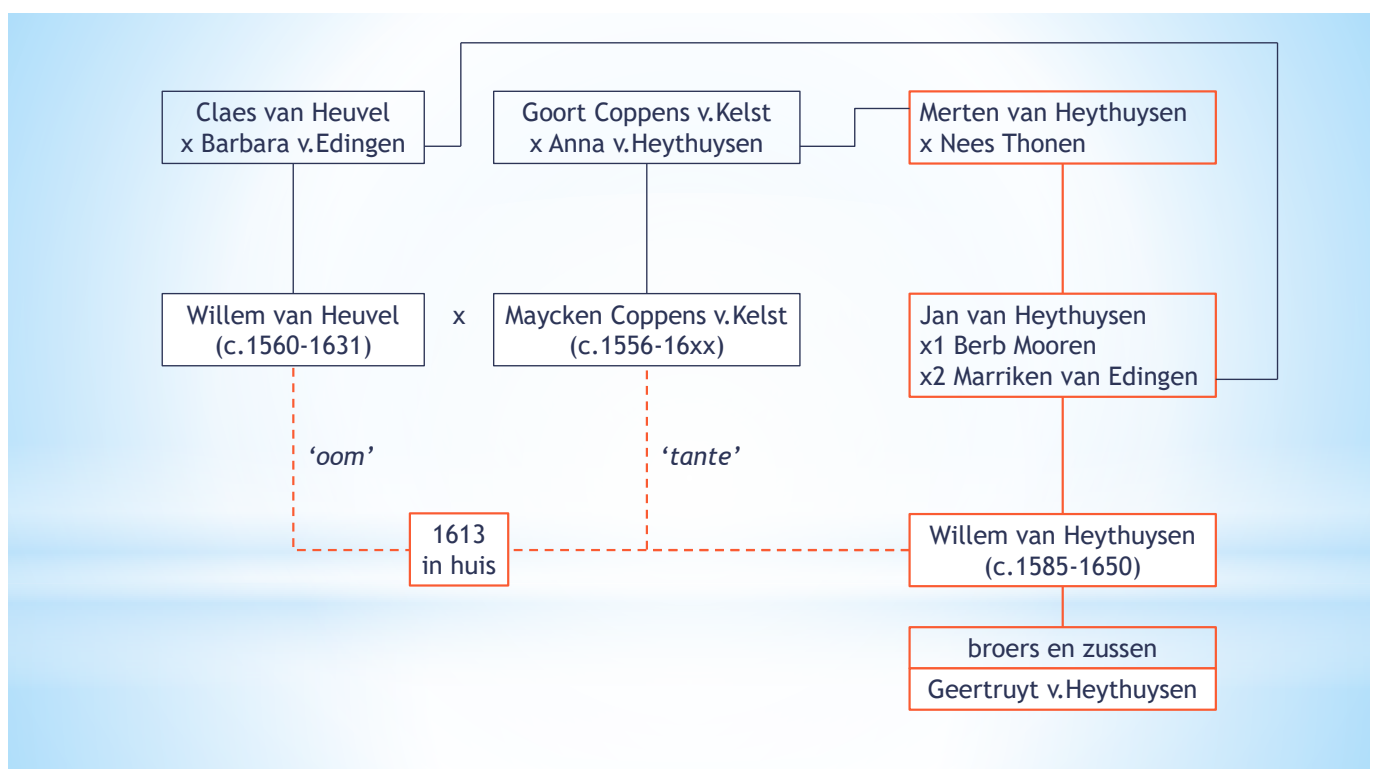 Claes van Heuvel
x Barbara v.Edingen
Goort Coppens v.Kelst
x Anna v.Heythuysen
Merten van Heythuysen
x Nees Thonen
Willem van Heuvel
(c.1560-1631)
x
Maycken Coppens v.Kelst
(c.1556-16xx)
Jan van Heythuysen
x1 Berb Mooren
x2 Marriken van Edingen
‘oom’
‘tante’
1613
in huis
Willem van Heythuysen
(c.1585-1650)
broers en zussen
Geertruyt v.Heythuysen